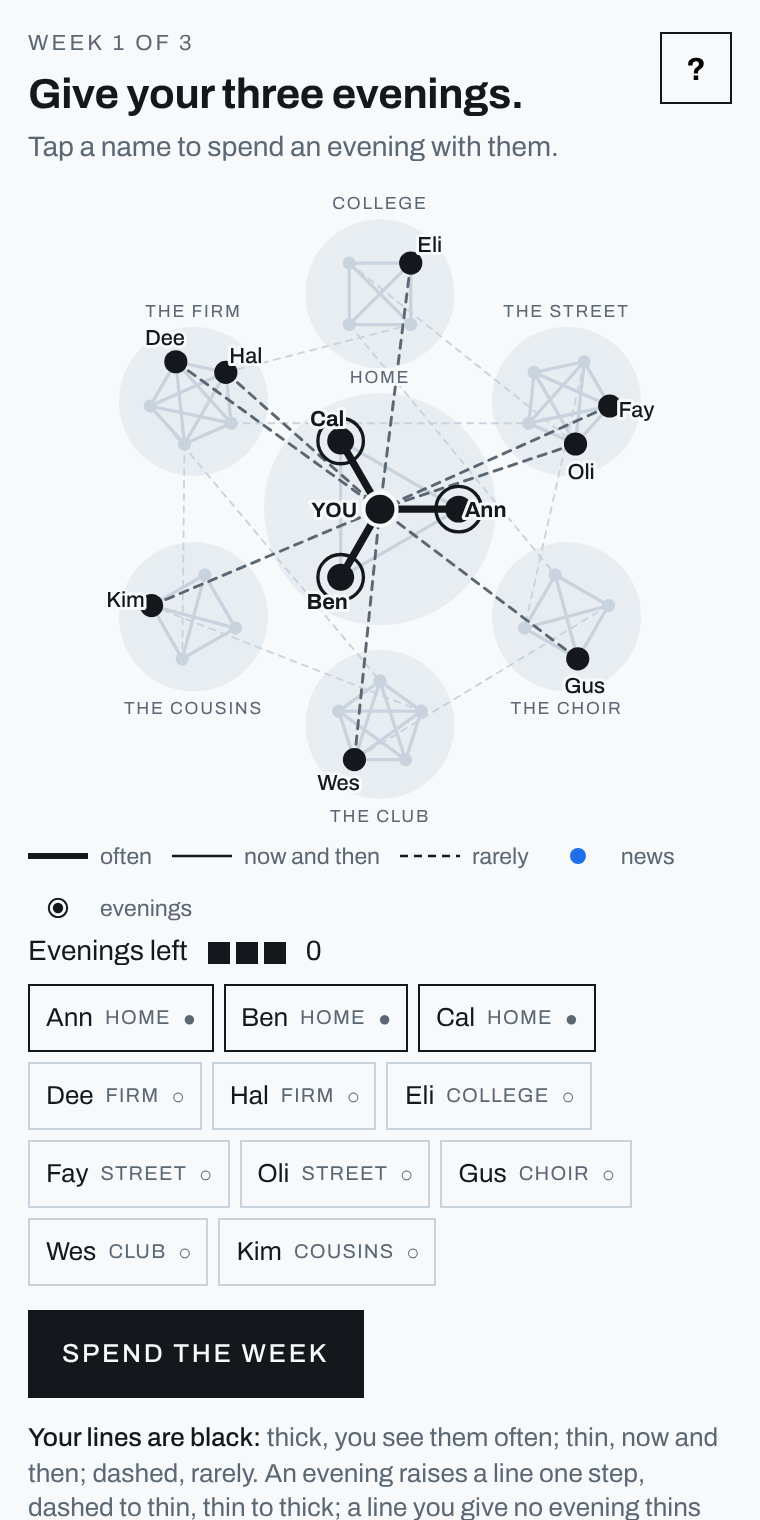 WEEK 1 OF 3
?
Give your three evenings.
Tap a name to spend an evening with them.
COLLEGE
Eli
THE FIRM
THE STREET
Dee
Hal
HOME
Cal
Fay
Oli
YOU
Ann
Ben
Kim
Gus
THE COUSINS
THE CHOIR
Wes
THE CLUB
often
now and then
rarely
news
evenings
Evenings left 0
Ann HOME
Ben HOME
Cal HOME
Dee FIRM
Hal FIRM
Eli COLLEGE
Fay STREET
Oli STREET
Gus CHOIR
Wes CLUB
Kim COUSINS
SPEND THE WEEK
Your lines are black: thick, you see them often; thin, now and
then; dashed, rarely. An evening raises a line one step,
dashed to thin, thin to thick; a line you give no evening thins